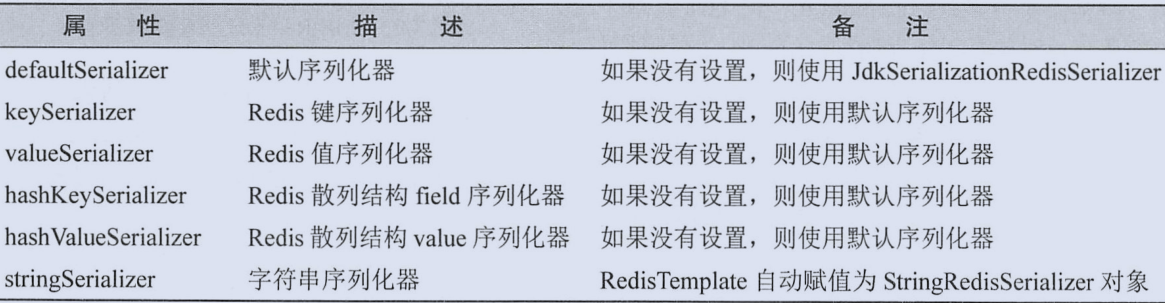 属 性 描 述 备 注
defaultSerializer 默认序列化器 如果没有设置，则使用 JdkSerializationRedisSerializer
keySerializer Redis 键序列化器 如果没有设置，则使用默认序列化器
valueSerializer Redis 值序列化器 如果没有设置，则使用默认序列化器
hashKeySerializer Redis 散列结构 field 序列化器 如果没有设置，则使用默认序列化器
hashValueSerializer Redis 散列结构 value 序列化器 如果没有设置，则使用默认序列化器
stringSerializer 字符串序列化器 RedisTemplate 自动赋值为 StringRedisSerializer 对象